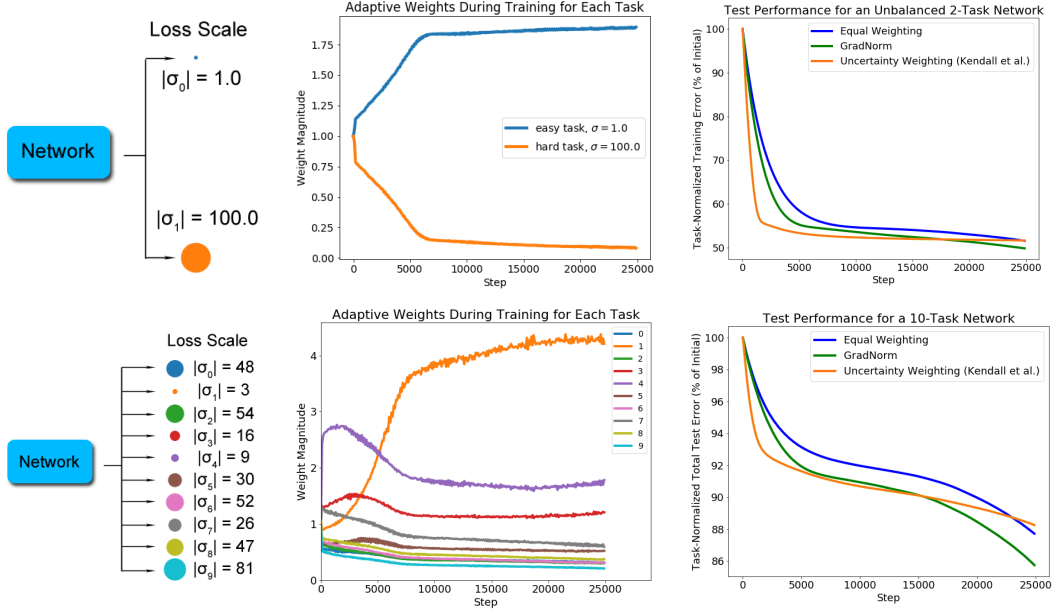 Loss Scale
|σ₀| = 1.0
Network
|σ₁| = 100.0
Adaptive Weights During Training for Each Task
Weight Magnitude
1.75
1.50
1.25
1.00
0.75
0.50
0.25
0.00
easy task, σ = 1.0
hard task, σ = 100.0
0
5000
10000
15000
20000
25000
Step
Test Performance for an Unbalanced 2-Task Network
Task-Normalized Training Error (% of Initial)
100
90
80
70
60
50
Equal Weighting
GradNorm
Uncertainty Weighting (Kendall et al.)
0
5000
10000
15000
20000
25000
Step
Loss Scale
|σ₀| = 48
|σ₁| = 3
|σ₂| = 54
|σ₃| = 16
|σ₄| = 9
|σ₅| = 30
|σ₆| = 52
|σ₇| = 26
|σ₈| = 47
|σ₉| = 81
Network
Adaptive Weights During Training for Each Task
Weight Magnitude
4
3
2
1
0
0
1
2
3
4
5
6
7
8
9
0
5000
10000
15000
20000
25000
Step
Test Performance for a 10-Task Network
Task-Normalized Total Test Error (% of Initial)
100
98
96
94
92
90
88
86
Equal Weighting
GradNorm
Uncertainty Weighting (Kendall et al.)
0
5000
10000
15000
20000
25000
Step